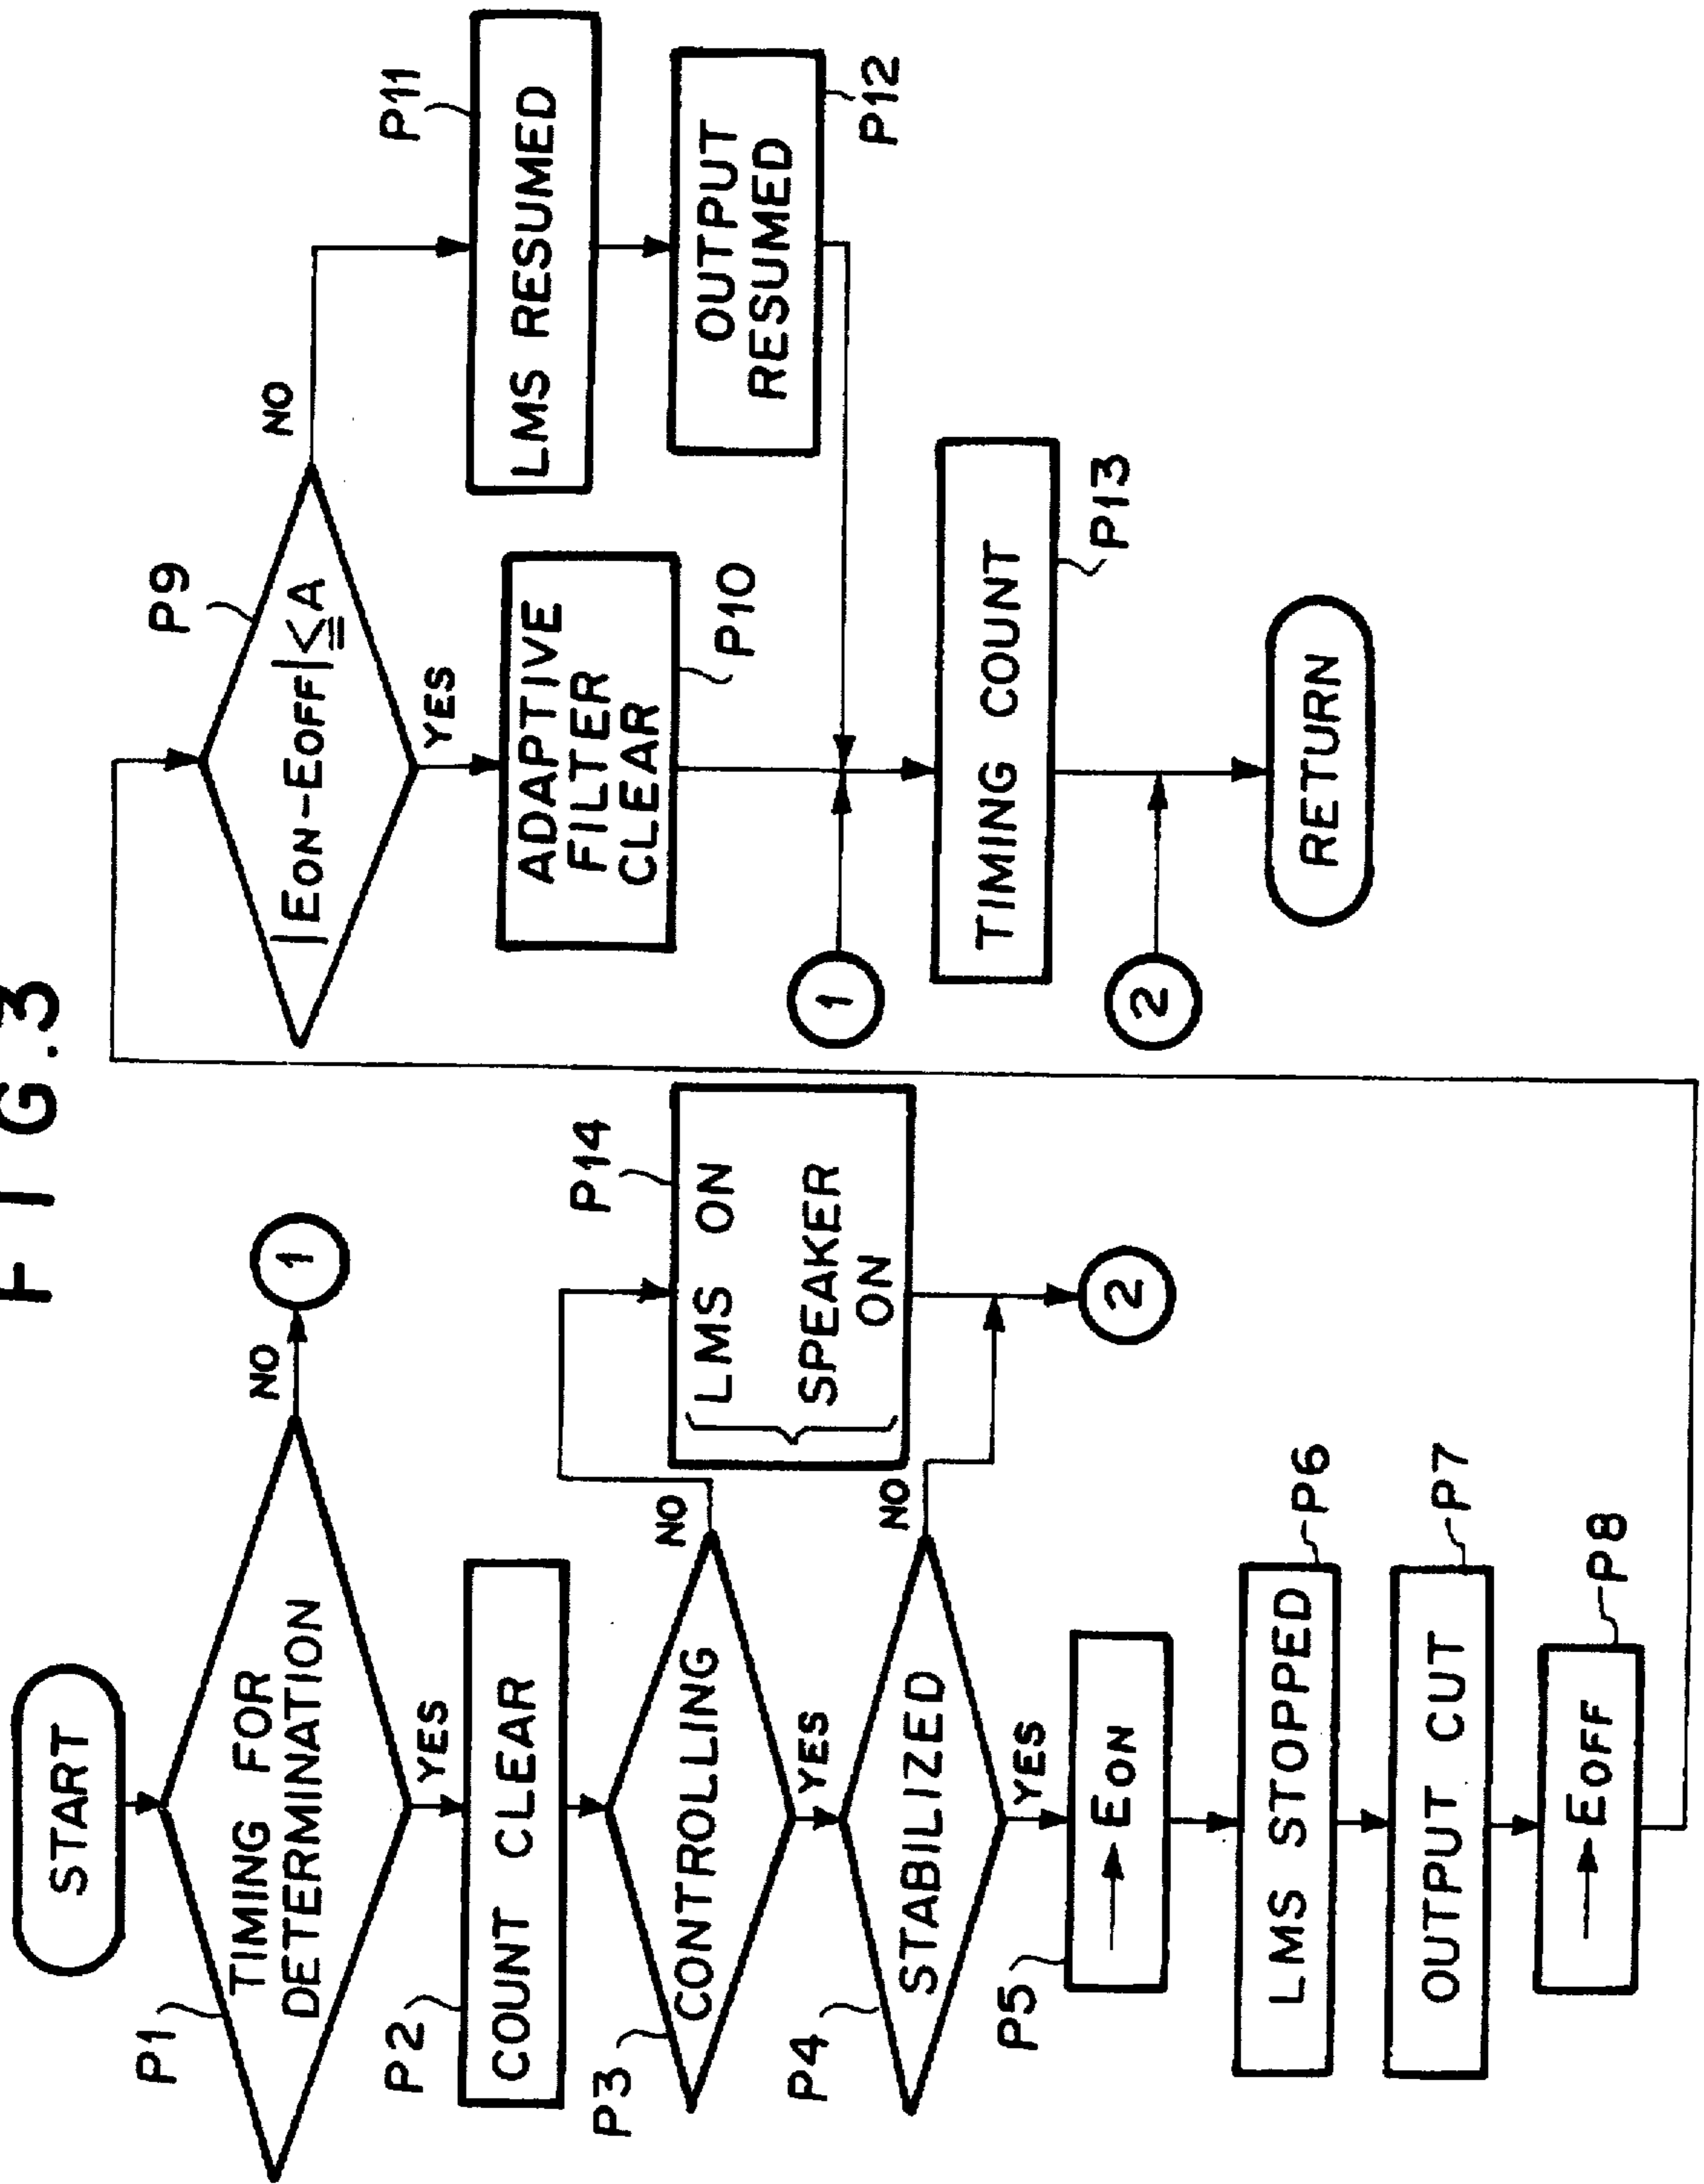 FIG.3
START
P1
TIMING FOR
DETERMINATION
NO
1
YES
P2
COUNT CLEAR
P3
CONTROLLING
NO
YES
P14
LMS ON
SPEAKER
ON
P4
STABILIZED
NO
2
YES
P5
→ EON
P6
LMS STOPPED
P7
OUTPUT CUT
P8
→ EOFF
P9
|EON-EOFF|≦A
NO
YES
P11
LMS RESUMED
P12
OUTPUT
RESUMED
P10
ADAPTIVE
FILTER
CLEAR
1
P13
TIMING COUNT
2
RETURN